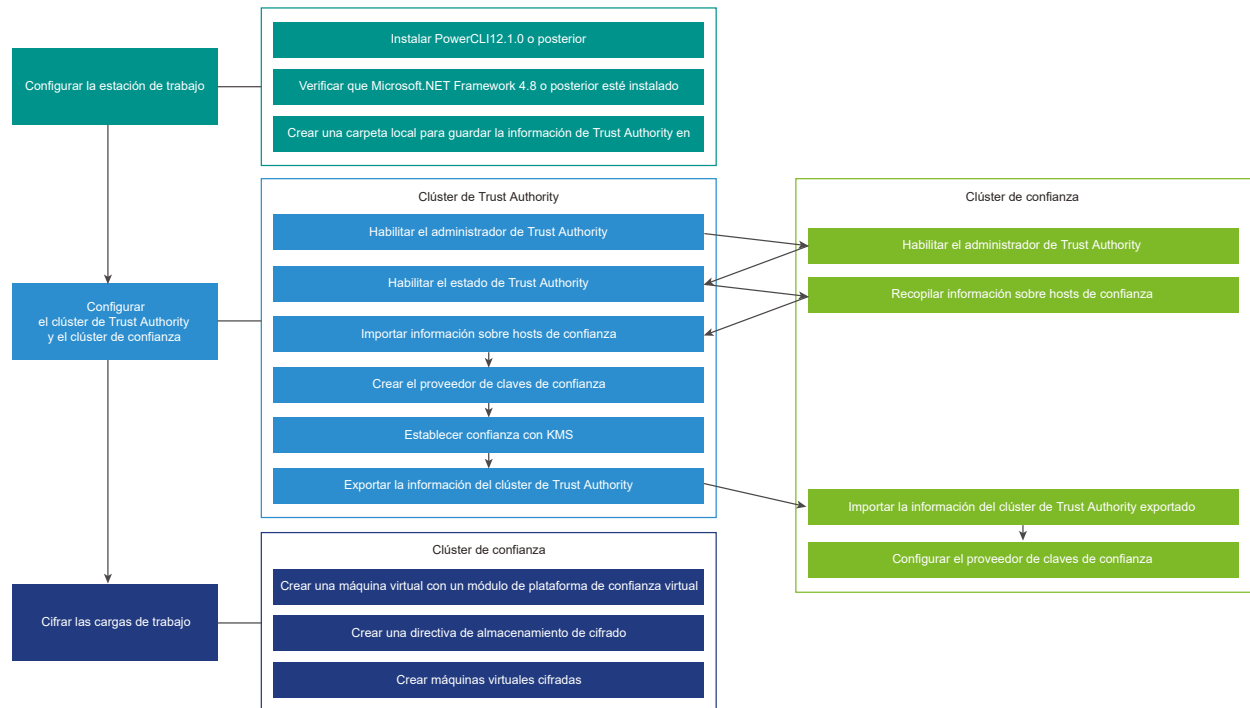 Configurar la estación de trabajo
Instalar PowerCLI12.1.0 o posterior
Verificar que Microsoft.NET Framework 4.8 o posterior esté instalado
Crear una carpeta local para guardar la información de Trust Authority en
Configurar
el clúster de Trust Authority
y el clúster de confianza
Clúster de Trust Authority
Habilitar el administrador de Trust Authority
Habilitar el estado de Trust Authority
Importar información sobre hosts de confianza
Crear el proveedor de claves de confianza
Establecer confianza con KMS
Exportar la información del clúster de Trust Authority
Clúster de confianza
Habilitar el administrador de Trust Authority
Recopilar información sobre hosts de confianza
Importar la información del clúster de Trust Authority exportado
Configurar el proveedor de claves de confianza
Cifrar las cargas de trabajo
Clúster de confianza
Crear una máquina virtual con un módulo de plataforma de confianza virtual
Crear una directiva de almacenamiento de cifrado
Crear máquinas virtuales cifradas